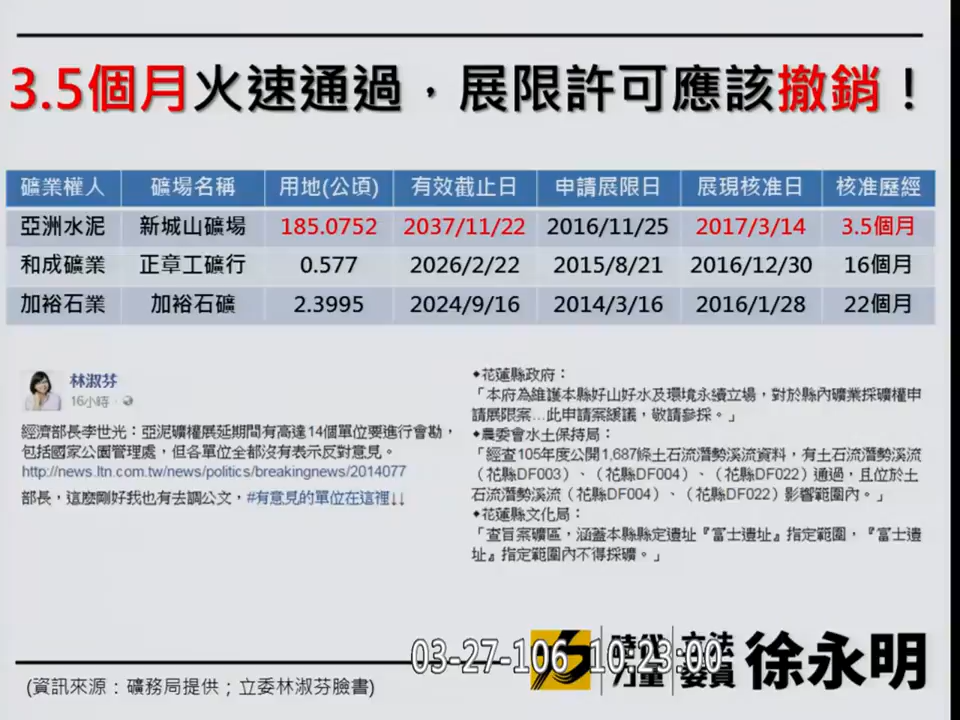 3.5個月火速通過，展限許可應該撤銷！
礦業權人 礦場名稱 用地(公頃) 有效截止日 申請展限日 展現核准日 核准歷經
亞洲水泥 新城山礦場 185.0752 2037/11/22 2016/11/25 2017/3/14 3.5個月
和成礦業 正章工礦行 0.577 2026/2/22 2015/8/21 2016/12/30 16個月
加裕石業 加裕石礦 2.3995 2024/9/16 2014/3/16 2016/1/28 22個月
林淑芬
16小時
經濟部長李世光：亞泥礦權展延期間有高達14個單位要進行會勘，
包括國家公園管理處，但各單位全都沒有表示反對意見。
http://news.ltn.com.tw/news/politics/breakingnews/2014077
部長，這麼剛好我也有去調公文，#有意見的單位在這裡↓↓
◆花蓮縣政府：
「本府為維護本縣好山好水及環境永續立場，對於縣內礦業採礦權申
請展限案...此申請案緩議，敬請參採。」
◆農委會水土保持局：
「經查105年度公開1,687條土石流潛勢溪流資料，有土石流潛勢溪流
（花縣DF003）、（花縣DF004）、（花縣DF022）通過，且位於土
石流潛勢溪流（花縣DF004）、（花縣DF022）影響範圍內。」
◆花蓮縣文化局：
「查旨案礦區，涵蓋本縣縣定遺址『富士遺址』指定範圍，『富士遺
址』指定範圍內不得採礦。」
03-27-106 10:23:00
時代力量 立法委員 徐永明
(資訊來源：礦務局提供；立委林淑芬臉書)